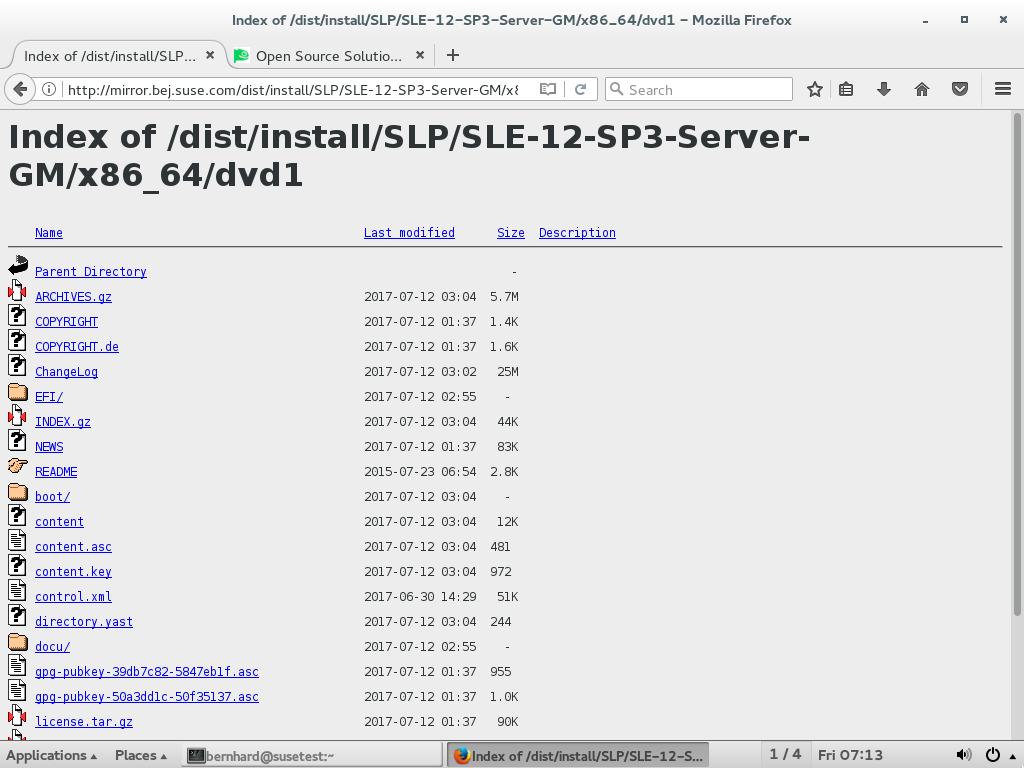 Index of /dist/install/SLP/SLE-12-SP3-Server-GM/x86_64/dvd1 - Mozilla Firefox
Index of /dist/install/SLP... Open Source Solutio...
http://mirror.bej.suse.com/dist/install/SLP/SLE-12-SP3-Server-GM/x8 Search
Index of /dist/install/SLP/SLE-12-SP3-Server-
GM/x86_64/dvd1
Name Last modified Size Description
Parent Directory -
ARCHIVES.gz 2017-07-12 03:04 5.7M
COPYRIGHT 2017-07-12 01:37 1.4K
COPYRIGHT.de 2017-07-12 01:37 1.6K
ChangeLog 2017-07-12 03:02 25M
EFI/ 2017-07-12 02:55 -
INDEX.gz 2017-07-12 03:04 44K
NEWS 2017-07-12 01:37 83K
README 2015-07-23 06:54 2.8K
boot/ 2017-07-12 03:04 -
content 2017-07-12 03:04 12K
content.asc 2017-07-12 03:04 481
content.key 2017-07-12 03:04 972
control.xml 2017-06-30 14:29 51K
directory.yast 2017-07-12 03:04 244
docu/ 2017-07-12 02:55 -
gpg-pubkey-39db7c82-5847eb1f.asc 2017-07-12 01:37 955
gpg-pubkey-50a3dd1c-50f35137.asc 2017-07-12 01:37 1.0K
license.tar.gz 2017-07-12 01:37 90K
Applications Places bernhard@susetest:~ Index of /dist/install/SLP/SLE-12-S... 1 / 4 Fri 07:13